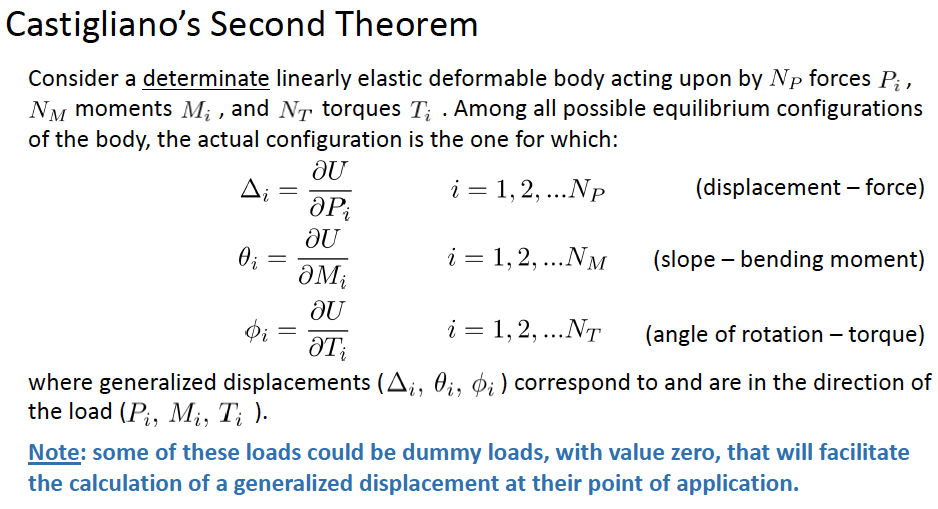 Castigliano's Second Theorem
Consider a determinate linearly elastic deformable body acting upon by $N_P$ forces $P_i$ ,
$N_M$ moments $M_i$ , and $N_T$ torques $T_i$ . Among all possible equilibrium configurations
of the body, the actual configuration is the one for which:
$\Delta_i = \frac{\partial U}{\partial P_i}$ $i = 1, 2, ...N_P$ (displacement – force)
$\theta_i = \frac{\partial U}{\partial M_i}$ $i = 1, 2, ...N_M$ (slope – bending moment)
$\phi_i = \frac{\partial U}{\partial T_i}$ $i = 1, 2, ...N_T$ (angle of rotation – torque)
where generalized displacements ($\Delta_i, \theta_i, \phi_i$) correspond to and are in the direction of
the load ($P_i, M_i, T_i$ ).
Note: some of these loads could be dummy loads, with value zero, that will facilitate
the calculation of a generalized displacement at their point of application.